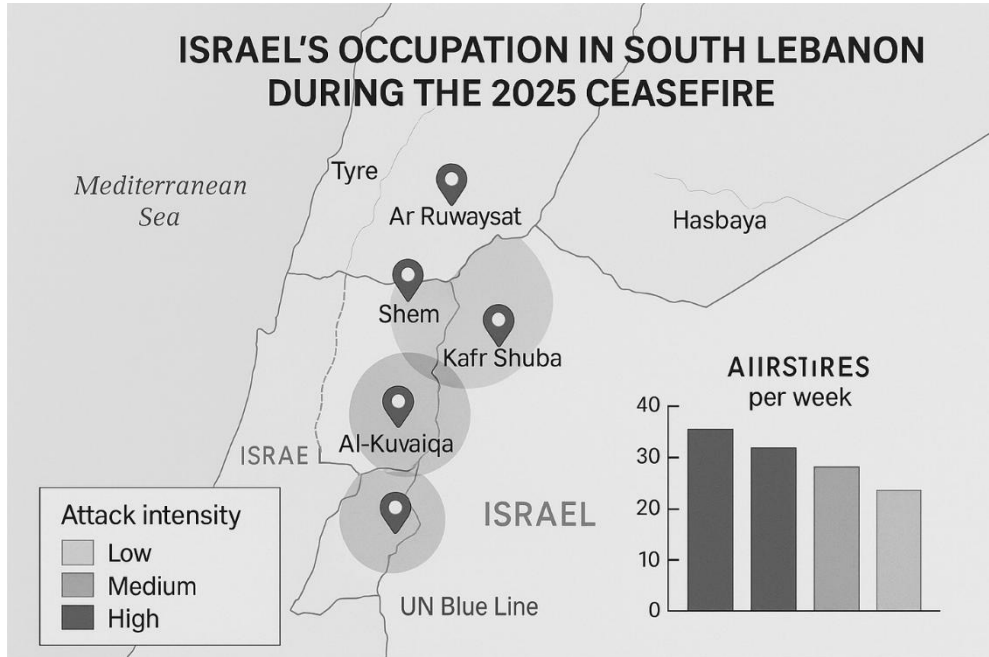 ISRAEL'S OCCUPATION IN SOUTH LEBANON
DURING THE 2025 CEASEFIRE
Mediterranean
Sea
Tyre
Ar Ruwaysat
Hasbaya
Shem
Kafr Shuba
Al-Kuvaiqa
ISRAE
ISRAEL
UN Blue Line
Attack intensity
Low
Medium
High
AIIRSTIRES
per week
40
30
20
10
0